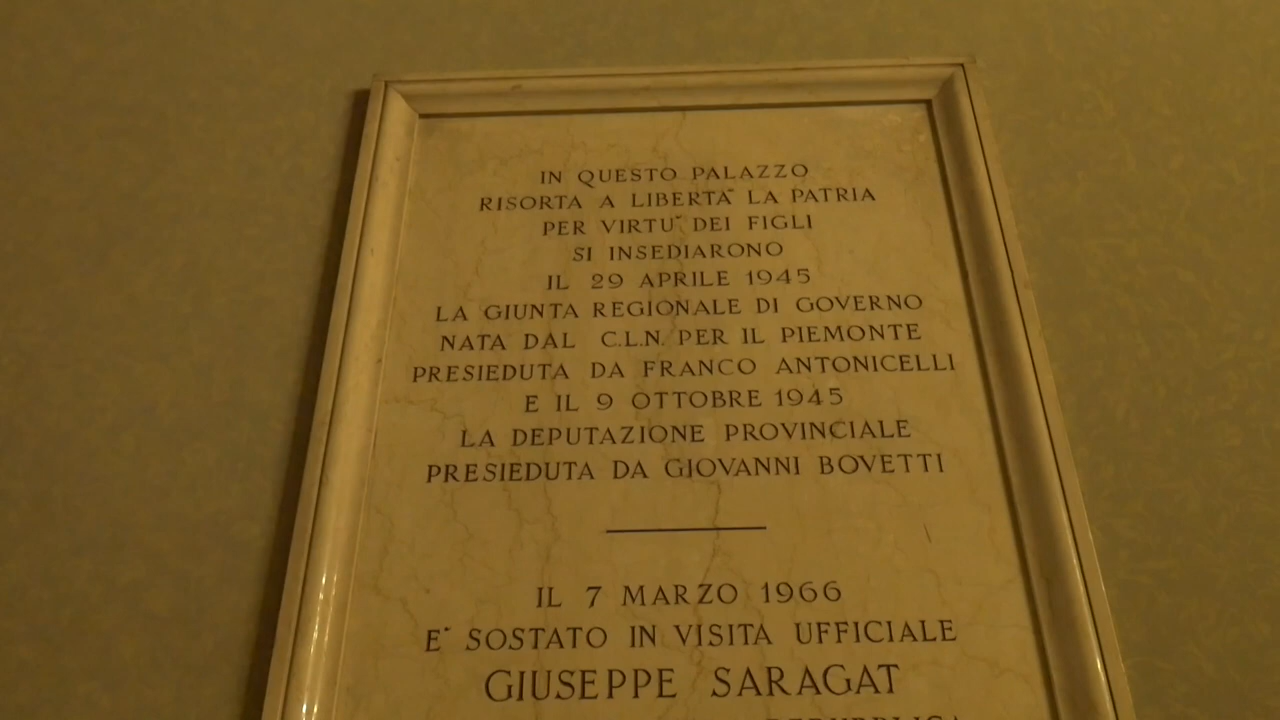 IN QUESTO PALAZZO
RISORTA A LIBERTA` LA PATRIA
PER VIRTU` DEI FIGLI
SI INSEDIARONO
IL 29 APRILE 1945
LA GIUNTA REGIONALE DI GOVERNO
NATA DAL C.L.N. PER IL PIEMONTE
PRESIEDUTA DA FRANCO ANTONICELLI
E IL 9 OTTOBRE 1945
LA DEPUTAZIONE PROVINCIALE
PRESIEDUTA DA GIOVANNI BOVETTI
IL 7 MARZO 1966
E` SOSTATO IN VISITA UFFICIALE
GIUSEPPE SARAGAT
REPUBBLICA